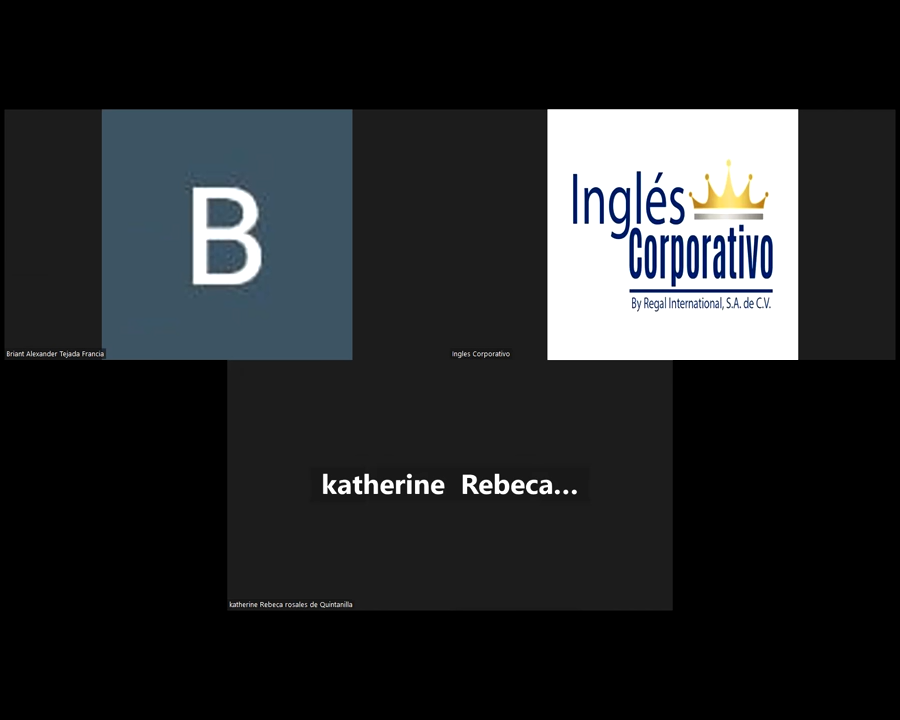 B
Inglés
Corporativo
By Regal International, S.A. de C.V.
Briant Alexander Tejada Francia
Ingles Corporativo
katherine Rebeca...
katherine Rebeca rosales de Quintanilla